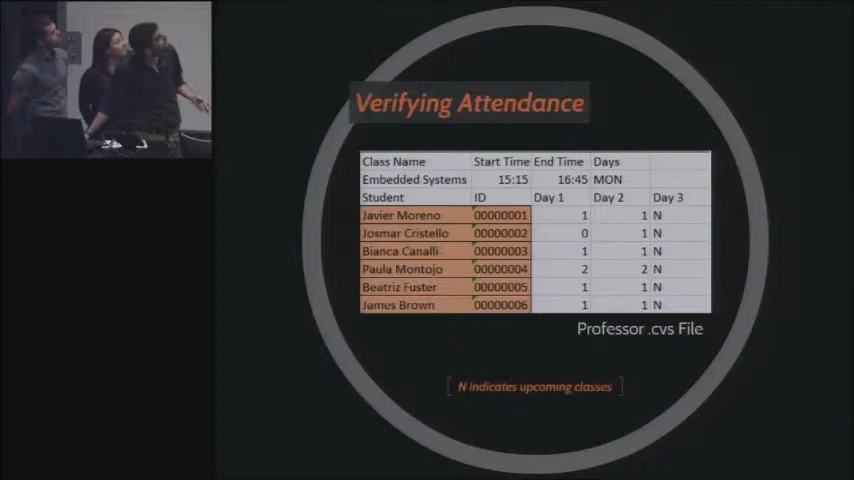 Verifying Attendance
Class Name Start Time End Time Days
Embedded Systems 15:15 16:45 MON
Student ID Day 1 Day 2 Day 3
Javier Moreno 00000001 1 1 N
Josmar Cristello 00000002 0 1 N
Bianca Canalli 00000003 1 1 N
Paula Montojo 00000004 2 2 N
Beatriz Fuster 00000005 1 1 N
James Brown 00000006 1 1 N
Professor .cvs File
N indicates upcoming classes